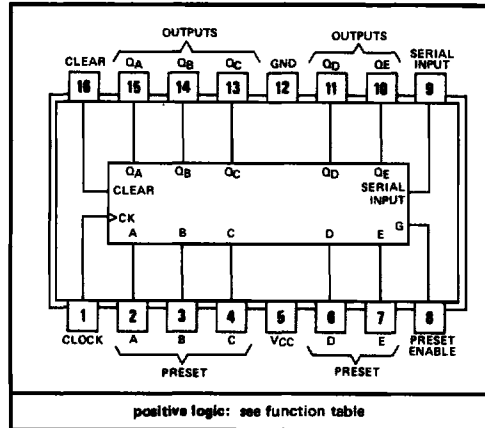 OUTPUTS OUTPUTS
CLEAR QA QB QC GND QD QE SERIAL INPUT
16 15 14 13 12 11 10 9
QA QB QC QD QE
CLEAR SERIAL INPUT
CK G
A B C D E
1 2 3 4 5 6 7 8
CLOCK A B C VCC D E PRESET ENABLE
PRESET PRESET
positive logic: see function table